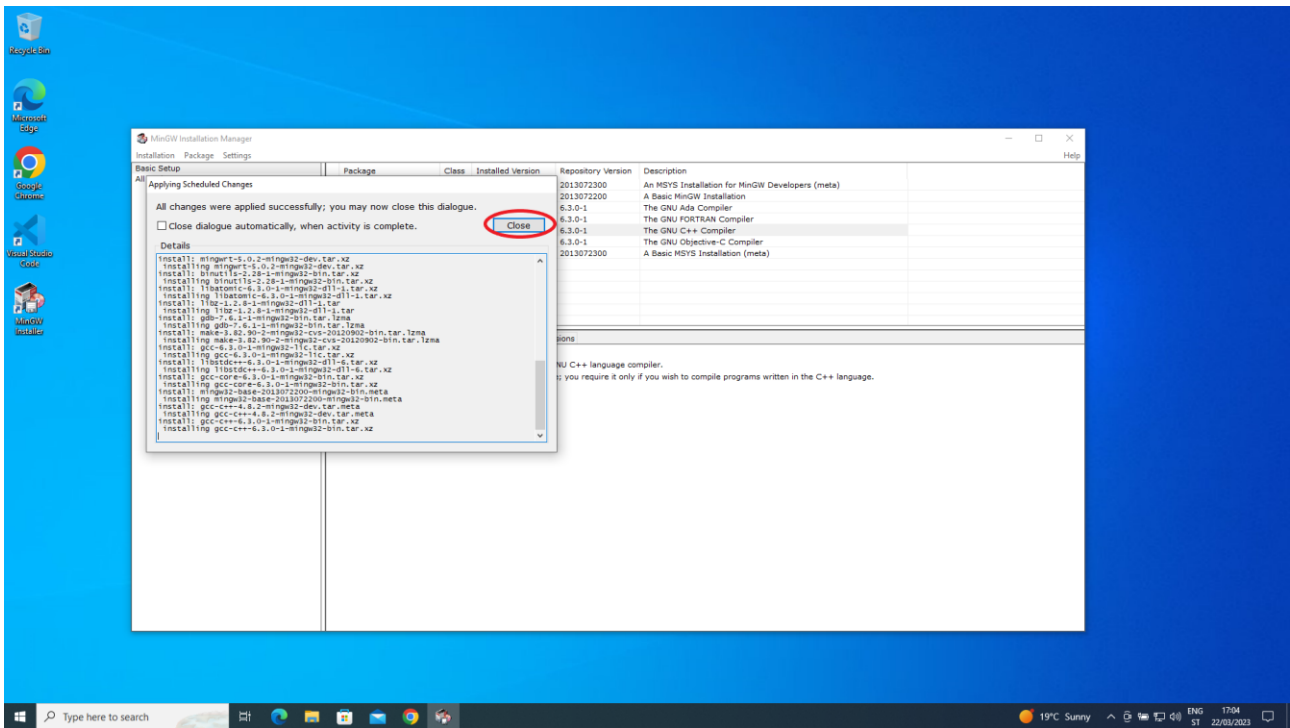 Recycle Bin
Microsoft
Edge
Google
Chrome
Visual Studio
Code
MinGW
Installer
MinGW Installation Manager
Installation Package Settings Help
Basic Setup
All
Package Class Installed Version Repository Version Description
2013072300 An MSYS Installation for MinGW Developers (meta)
2013072200 A Basic MinGW Installation
6.3.0-1 The GNU Ada Compiler
6.3.0-1 The GNU FORTRAN Compiler
6.3.0-1 The GNU C++ Compiler
6.3.0-1 The GNU Objective-C Compiler
2013072300 A Basic MSYS Installation (meta)
Applying Scheduled Changes
All changes were applied successfully; you may now close this dialogue.
Close dialogue automatically, when activity is complete.
Close
Details
install: mingwrt-5.0.2-mingw32-dev.tar.xz
installing mingwrt-5.0.2-mingw32-dev.tar.xz
install: binutils-2.28-1-mingw32-bin.tar.xz
installing binutils-2.28-1-mingw32-bin.tar.xz
install: libatomic-6.3.0-1-mingw32-dll-1.tar.xz
installing libatomic-6.3.0-1-mingw32-dll-1.tar.xz
install: libz-1.2.8-1-mingw32-dll-1.tar
installing libz-1.2.8-1-mingw32-dll-1.tar
install: gdb-7.6.1-1-mingw32-bin.tar.lzma
installing gdb-7.6.1-1-mingw32-bin.tar.lzma
install: make-3.82.90-2-mingw32-cvs-20120902-bin.tar.lzma
installing make-3.82.90-2-mingw32-cvs-20120902-bin.tar.lzma
install: gcc-6.3.0-1-mingw32-lic.tar.xz
installing gcc-6.3.0-1-mingw32-lic.tar.xz
install: libstdc++-6.3.0-1-mingw32-dll-6.tar.xz
installing libstdc++-6.3.0-1-mingw32-dll-6.tar.xz
install: gcc-core-6.3.0-1-mingw32-bin.tar.xz
installing gcc-core-6.3.0-1-mingw32-bin.tar.xz
install: mingw32-base-2013072200-mingw32-bin.meta
installing mingw32-base-2013072200-mingw32-bin.meta
install: gcc-c++-4.8.2-mingw32-dev.tar.meta
installing gcc-c++-4.8.2-mingw32-dev.tar.meta
install: gcc-c++-6.3.0-1-mingw32-bin.tar.xz
installing gcc-c++-6.3.0-1-mingw32-bin.tar.xz
ions
NU C++ language compiler.
; you require it only if you wish to compile programs written in the C++ language.
Type here to search
19°C Sunny
ENG 17:04
ST 22/03/2023